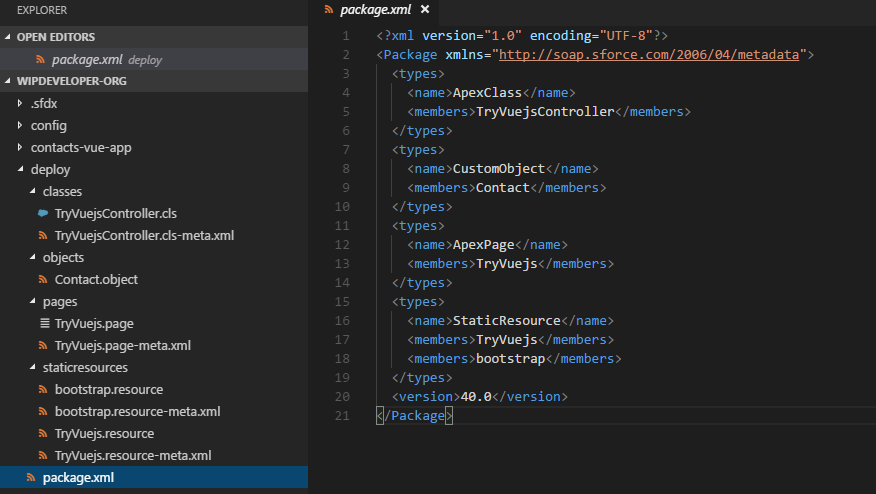 EXPLORER
OPEN EDITORS
package.xml deploy
WIPDEVELOPER-ORG
.sfdx
config
contacts-vue-app
deploy
classes
TryVuejsController.cls
TryVuejsController.cls-meta.xml
objects
Contact.object
pages
TryVuejs.page
TryVuejs.page-meta.xml
staticresources
bootstrap.resource
bootstrap.resource-meta.xml
TryVuejs.resource
TryVuejs.resource-meta.xml
package.xml
package.xml ×
1 <?xml version="1.0" encoding="UTF-8"?>
2 <Package xmlns="http://soap.sforce.com/2006/04/metadata">
3 <types>
4 <name>ApexClass</name>
5 <members>TryVuejsController</members>
6 </types>
7 <types>
8 <name>CustomObject</name>
9 <members>Contact</members>
10 </types>
11 <types>
12 <name>ApexPage</name>
13 <members>TryVuejs</members>
14 </types>
15 <types>
16 <name>StaticResource</name>
17 <members>TryVuejs</members>
18 <members>bootstrap</members>
19 </types>
20 <version>40.0</version>
21 </Package>